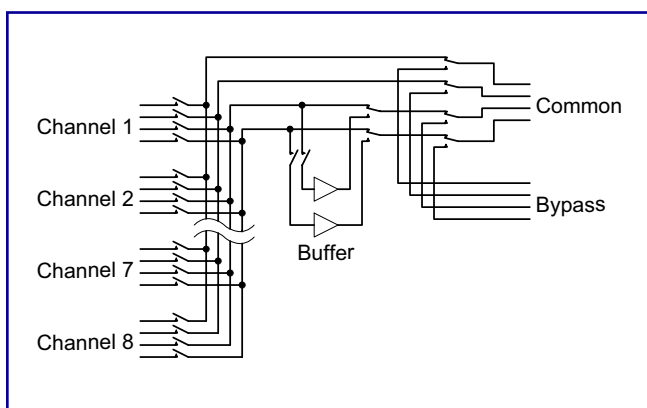 Channel 1
Common
Channel 2
Bypass
Buffer
Channel 7
Channel 8